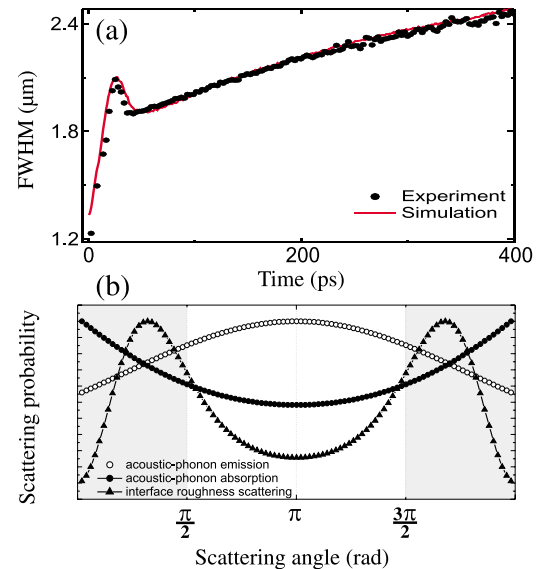 (a)
2.4
1.8
1.2
FWHM (μm)
Experiment
Simulation
0
200
400
Time (ps)
(b)
Scattering probability
acoustic-phonon emission
acoustic-phonon absorption
interface roughness scattering
π/2
π
3π/2
Scattering angle (rad)